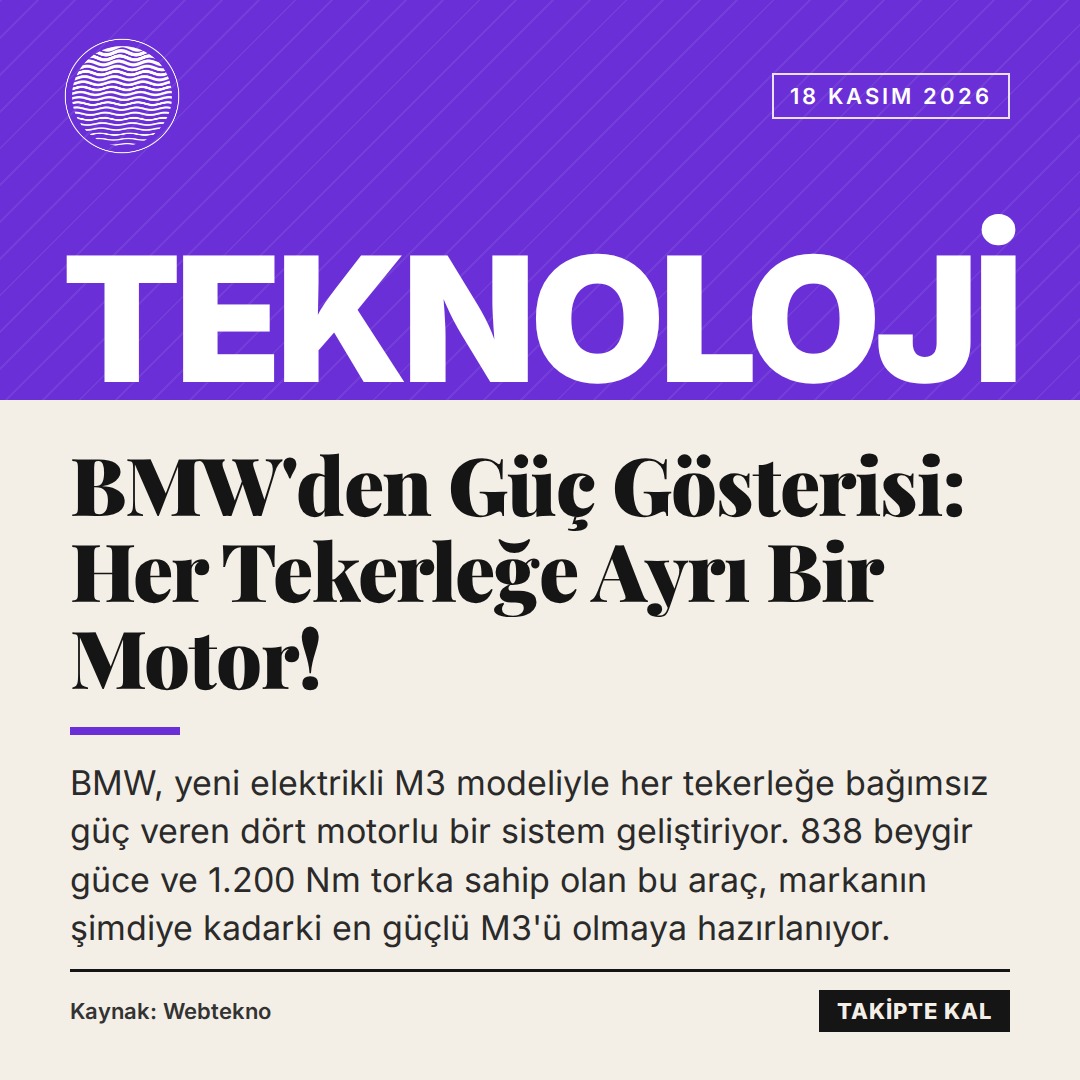 18 KASIM 2026
TEKNOLOJİ
BMW'den Güç Gösterisi:
Her Tekerleğe Ayrı Bir
Motor!
BMW, yeni elektrikli M3 modeliyle her tekerleğe bağımsız
güç veren dört motorlu bir sistem geliştiriyor. 838 beygir
güce ve 1.200 Nm torka sahip olan bu araç, markanın
şimdiye kadarki en güçlü M3'ü olmaya hazırlanıyor.
Kaynak: Webtekno
TAKİPTE KAL